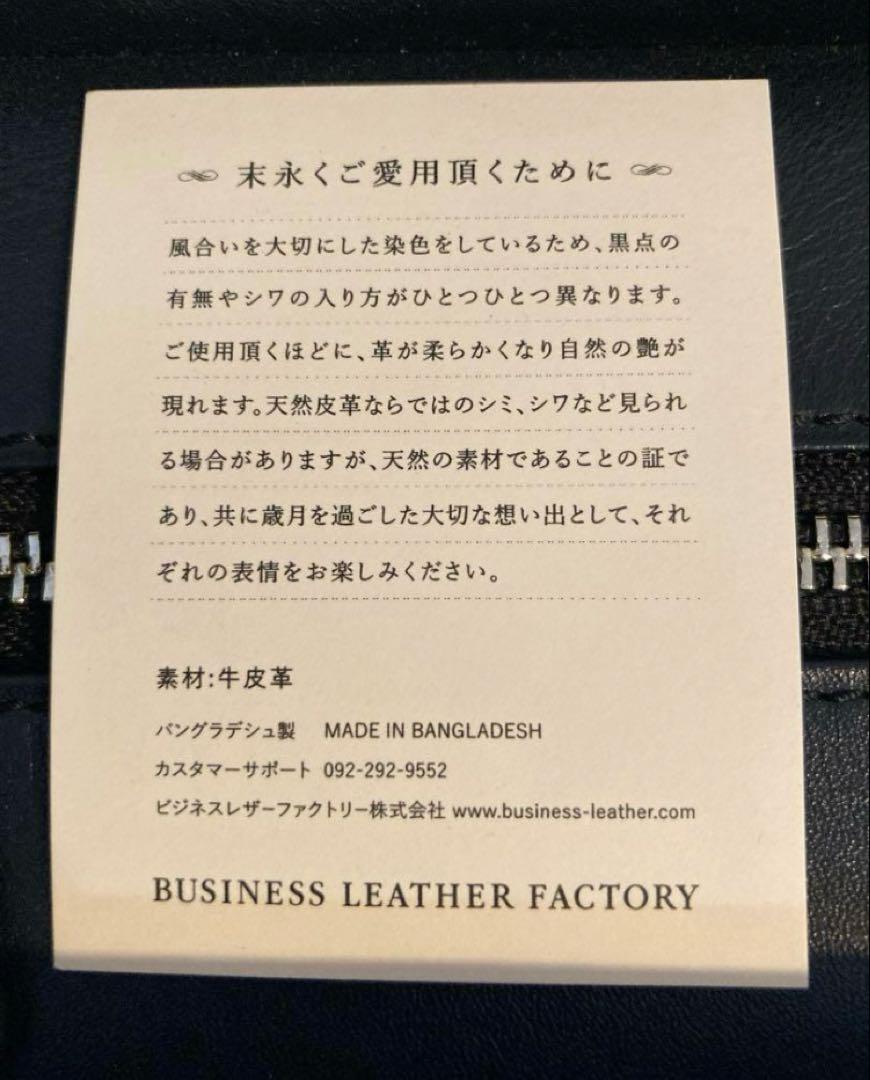 末永くご愛用頂くために
風合いを大切にした染色をしているため、黒点の
有無やシワの入り方がひとつひとつ異なります。
ご使用頂くほどに、革が柔らかくなり自然の艶が
現れます。天然皮革ならではのシミ、シワなど見られ
る場合がありますが、天然の素材であることの証で
あり、共に歳月を過ごした大切な想い出として、それ
ぞれの表情をお楽しみください。
素材:牛皮革
バングラデシュ製 MADE IN BANGLADESH
カスタマーサポート 092-292-9552
ビジネスレザーファクトリー株式会社 www.business-leather.com
BUSINESS LEATHER FACTORY